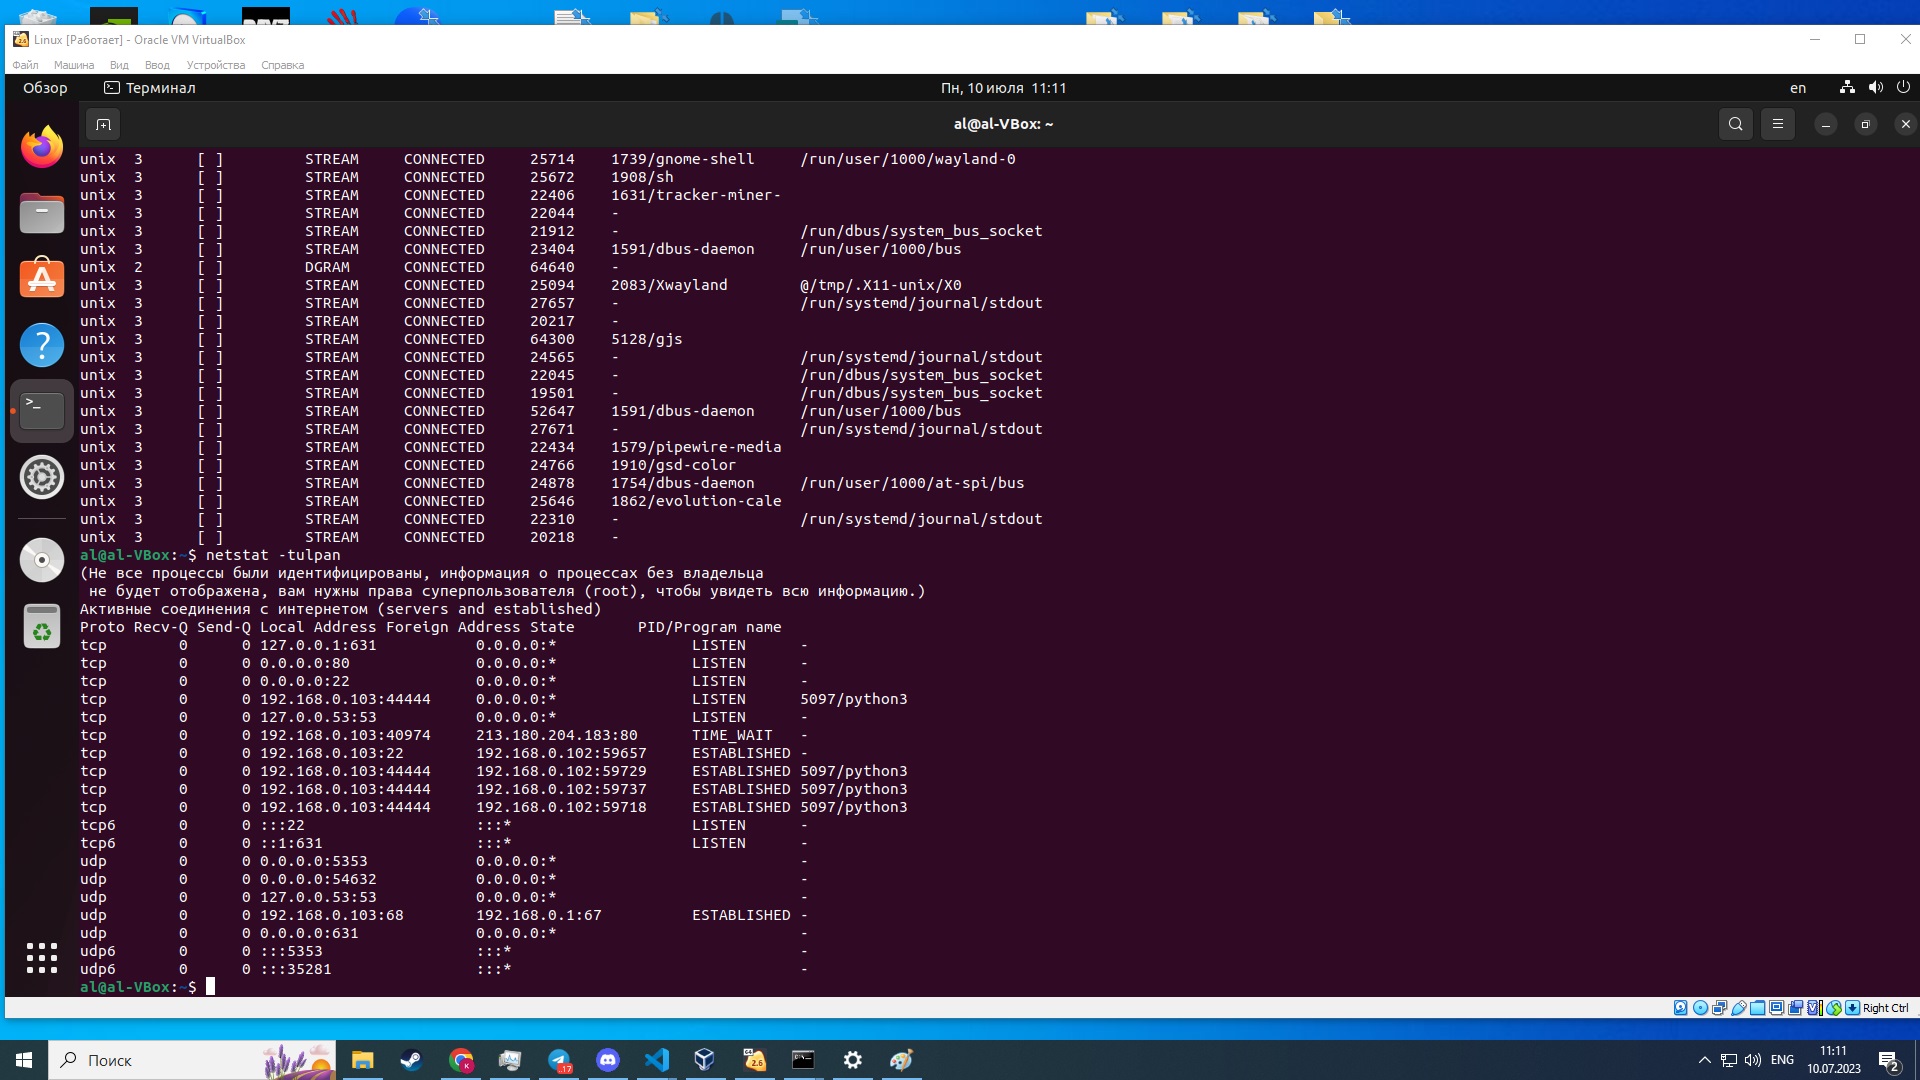 Linux [Работает] - Oracle VM VirtualBox
Файл Машина Вид Ввод Устройства Справка
Обзор Терминал Пн, 10 июля 11:11 en
al@al-VBox: ~
unix 3 [ ] STREAM CONNECTED 25714 1739/gnome-shell /run/user/1000/wayland-0
unix 3 [ ] STREAM CONNECTED 25672 1908/sh
unix 3 [ ] STREAM CONNECTED 22406 1631/tracker-miner-
unix 3 [ ] STREAM CONNECTED 22044 -
unix 3 [ ] STREAM CONNECTED 21912 - /run/dbus/system_bus_socket
unix 3 [ ] STREAM CONNECTED 23404 1591/dbus-daemon /run/user/1000/bus
unix 2 [ ] DGRAM CONNECTED 64640 -
unix 3 [ ] STREAM CONNECTED 25094 2083/Xwayland @/tmp/.X11-unix/X0
unix 3 [ ] STREAM CONNECTED 27657 - /run/systemd/journal/stdout
unix 3 [ ] STREAM CONNECTED 20217 -
unix 3 [ ] STREAM CONNECTED 64300 5128/gjs
unix 3 [ ] STREAM CONNECTED 24565 - /run/systemd/journal/stdout
unix 3 [ ] STREAM CONNECTED 22045 - /run/dbus/system_bus_socket
unix 3 [ ] STREAM CONNECTED 19501 - /run/dbus/system_bus_socket
unix 3 [ ] STREAM CONNECTED 52647 1591/dbus-daemon /run/user/1000/bus
unix 3 [ ] STREAM CONNECTED 27671 - /run/systemd/journal/stdout
unix 3 [ ] STREAM CONNECTED 22434 1579/pipewire-media
unix 3 [ ] STREAM CONNECTED 24766 1910/gsd-color
unix 3 [ ] STREAM CONNECTED 24878 1754/dbus-daemon /run/user/1000/at-spi/bus
unix 3 [ ] STREAM CONNECTED 25646 1862/evolution-cale
unix 3 [ ] STREAM CONNECTED 22310 - /run/systemd/journal/stdout
unix 3 [ ] STREAM CONNECTED 20218 -
al@al-VBox:~$ netstat -tulpan
(Не все процессы были идентифицированы, информация о процессах без владельца
не будет отображена, вам нужны права суперпользователя (root), чтобы увидеть всю информацию.)
Активные соединения с интернетом (servers and established)
Proto Recv-Q Send-Q Local Address Foreign Address State PID/Program name
tcp 0 0 127.0.0.1:631 0.0.0.0:* LISTEN -
tcp 0 0 0.0.0.0:80 0.0.0.0:* LISTEN -
tcp 0 0 0.0.0.0:22 0.0.0.0:* LISTEN -
tcp 0 0 192.168.0.103:44444 0.0.0.0:* LISTEN 5097/python3
tcp 0 0 127.0.0.53:53 0.0.0.0:* LISTEN -
tcp 0 0 192.168.0.103:40974 213.180.204.183:80 TIME_WAIT -
tcp 0 0 192.168.0.103:22 192.168.0.102:59657 ESTABLISHED -
tcp 0 0 192.168.0.103:44444 192.168.0.102:59729 ESTABLISHED 5097/python3
tcp 0 0 192.168.0.103:44444 192.168.0.102:59737 ESTABLISHED 5097/python3
tcp 0 0 192.168.0.103:44444 192.168.0.102:59718 ESTABLISHED 5097/python3
tcp6 0 0 :::22 :::* LISTEN -
tcp6 0 0 ::1:631 :::* LISTEN -
udp 0 0 0.0.0.0:5353 0.0.0.0:* -
udp 0 0 0.0.0.0:54632 0.0.0.0:* -
udp 0 0 127.0.0.53:53 0.0.0.0:* -
udp 0 0 192.168.0.103:68 192.168.0.1:67 ESTABLISHED -
udp 0 0 0.0.0.0:631 0.0.0.0:* -
udp6 0 0 :::5353 :::* -
udp6 0 0 :::35281 :::* -
al@al-VBox:~$
Right Ctrl
Поиск ENG 11:11
10.07.2023 2